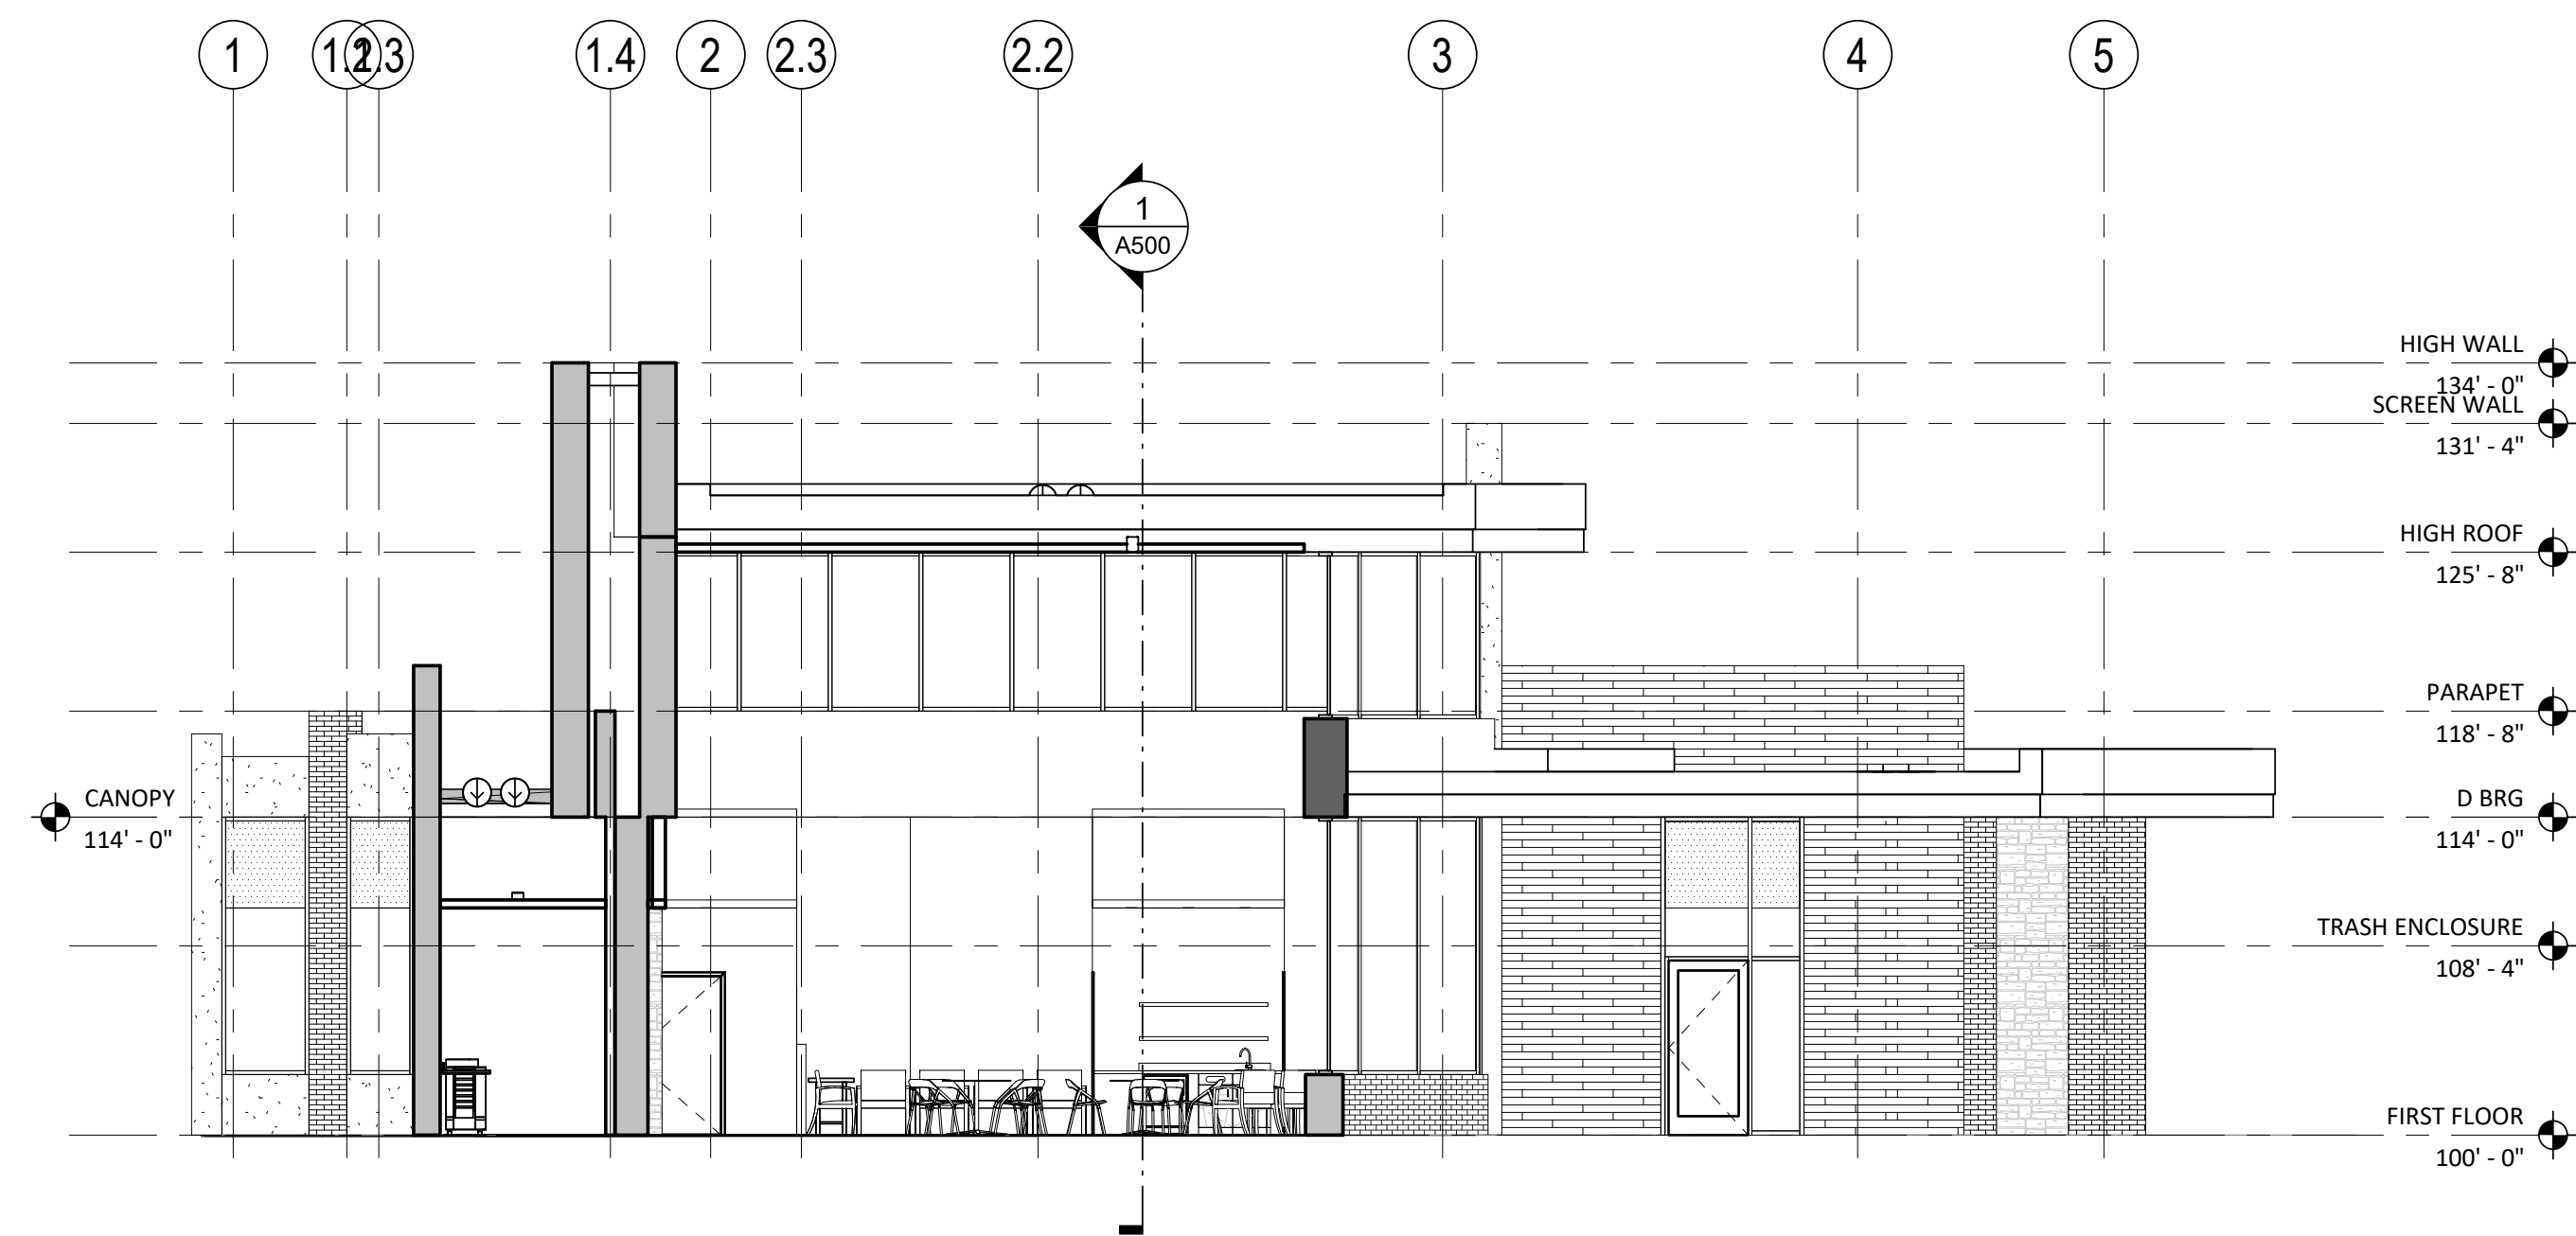 1
1.2
1.3
1.4
2
2.3
2.2
3
4
5
1
A500
HIGH WALL
134' - 0"
SCREEN WALL
131' - 4"
HIGH ROOF
125' - 8"
PARAPET
118' - 8"
CANOPY
114' - 0"
D BRG
114' - 0"
TRASH ENCLOSURE
108' - 4"
FIRST FLOOR
100' - 0"